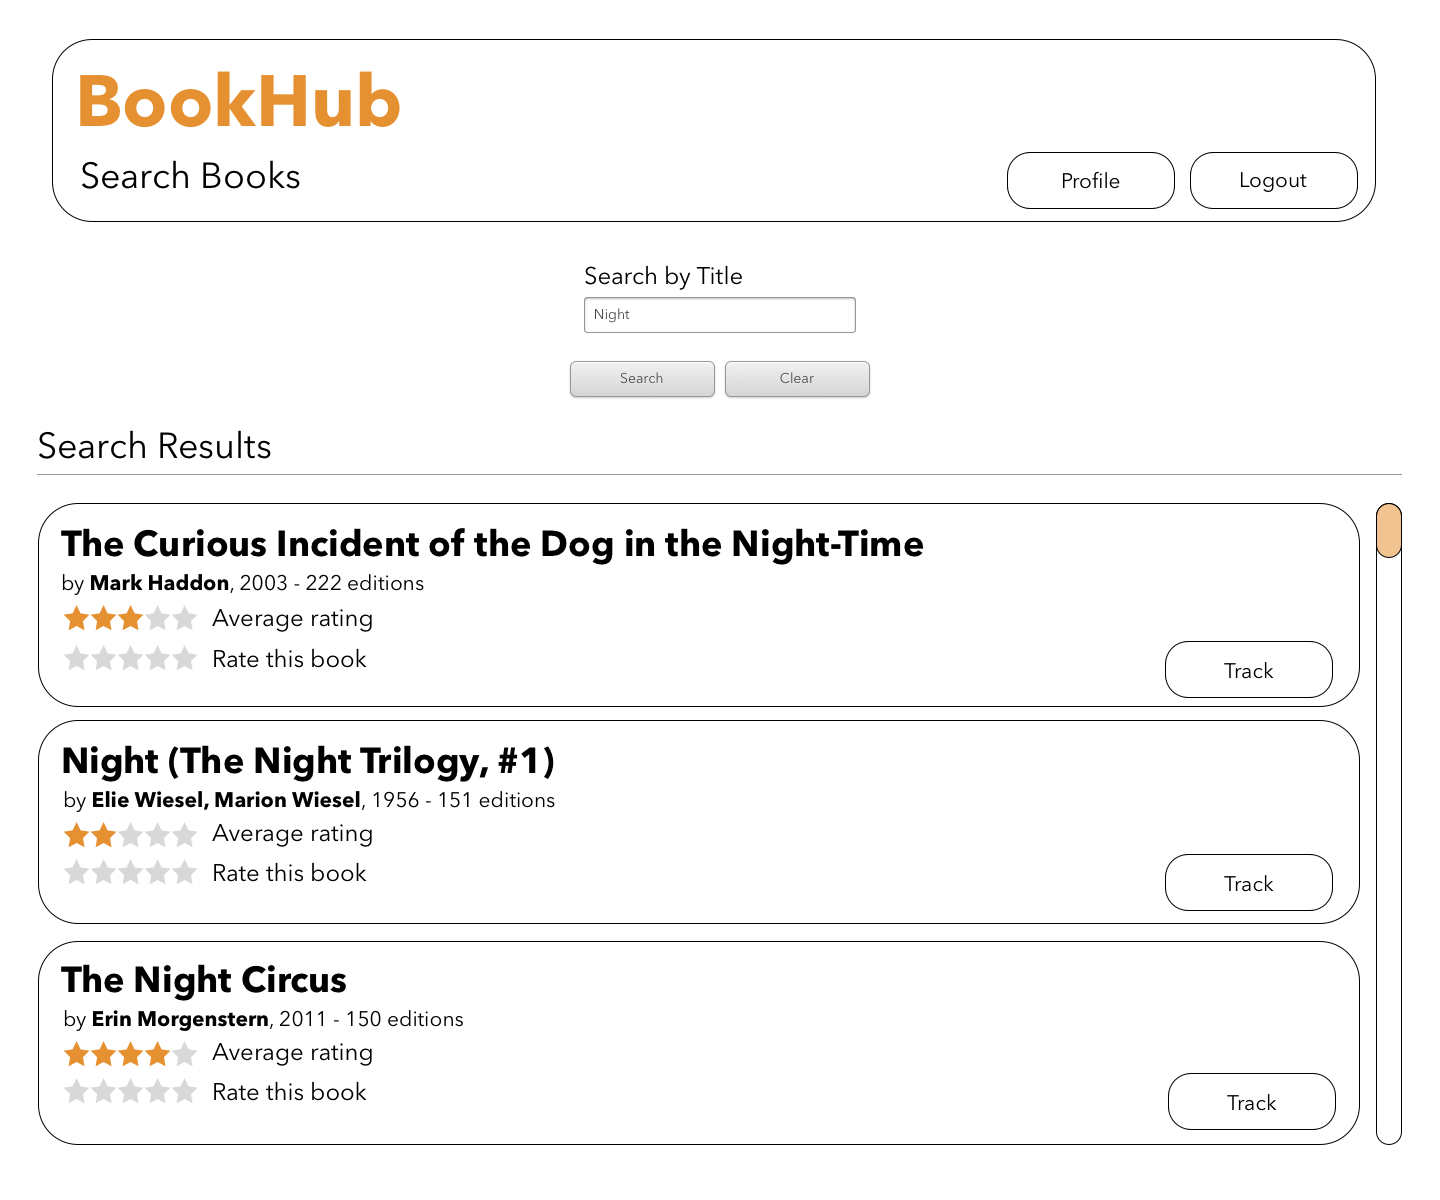 BookHub
Search Books
Profile
Logout
Search by Title
Night
Search
Clear
Search Results
The Curious Incident of the Dog in the Night-Time
by Mark Haddon, 2003 - 222 editions
Average rating
Rate this book
Track
Night (The Night Trilogy, #1)
by Elie Wiesel, Marion Wiesel, 1956 - 151 editions
Average rating
Rate this book
Track
The Night Circus
by Erin Morgenstern, 2011 - 150 editions
Average rating
Rate this book
Track